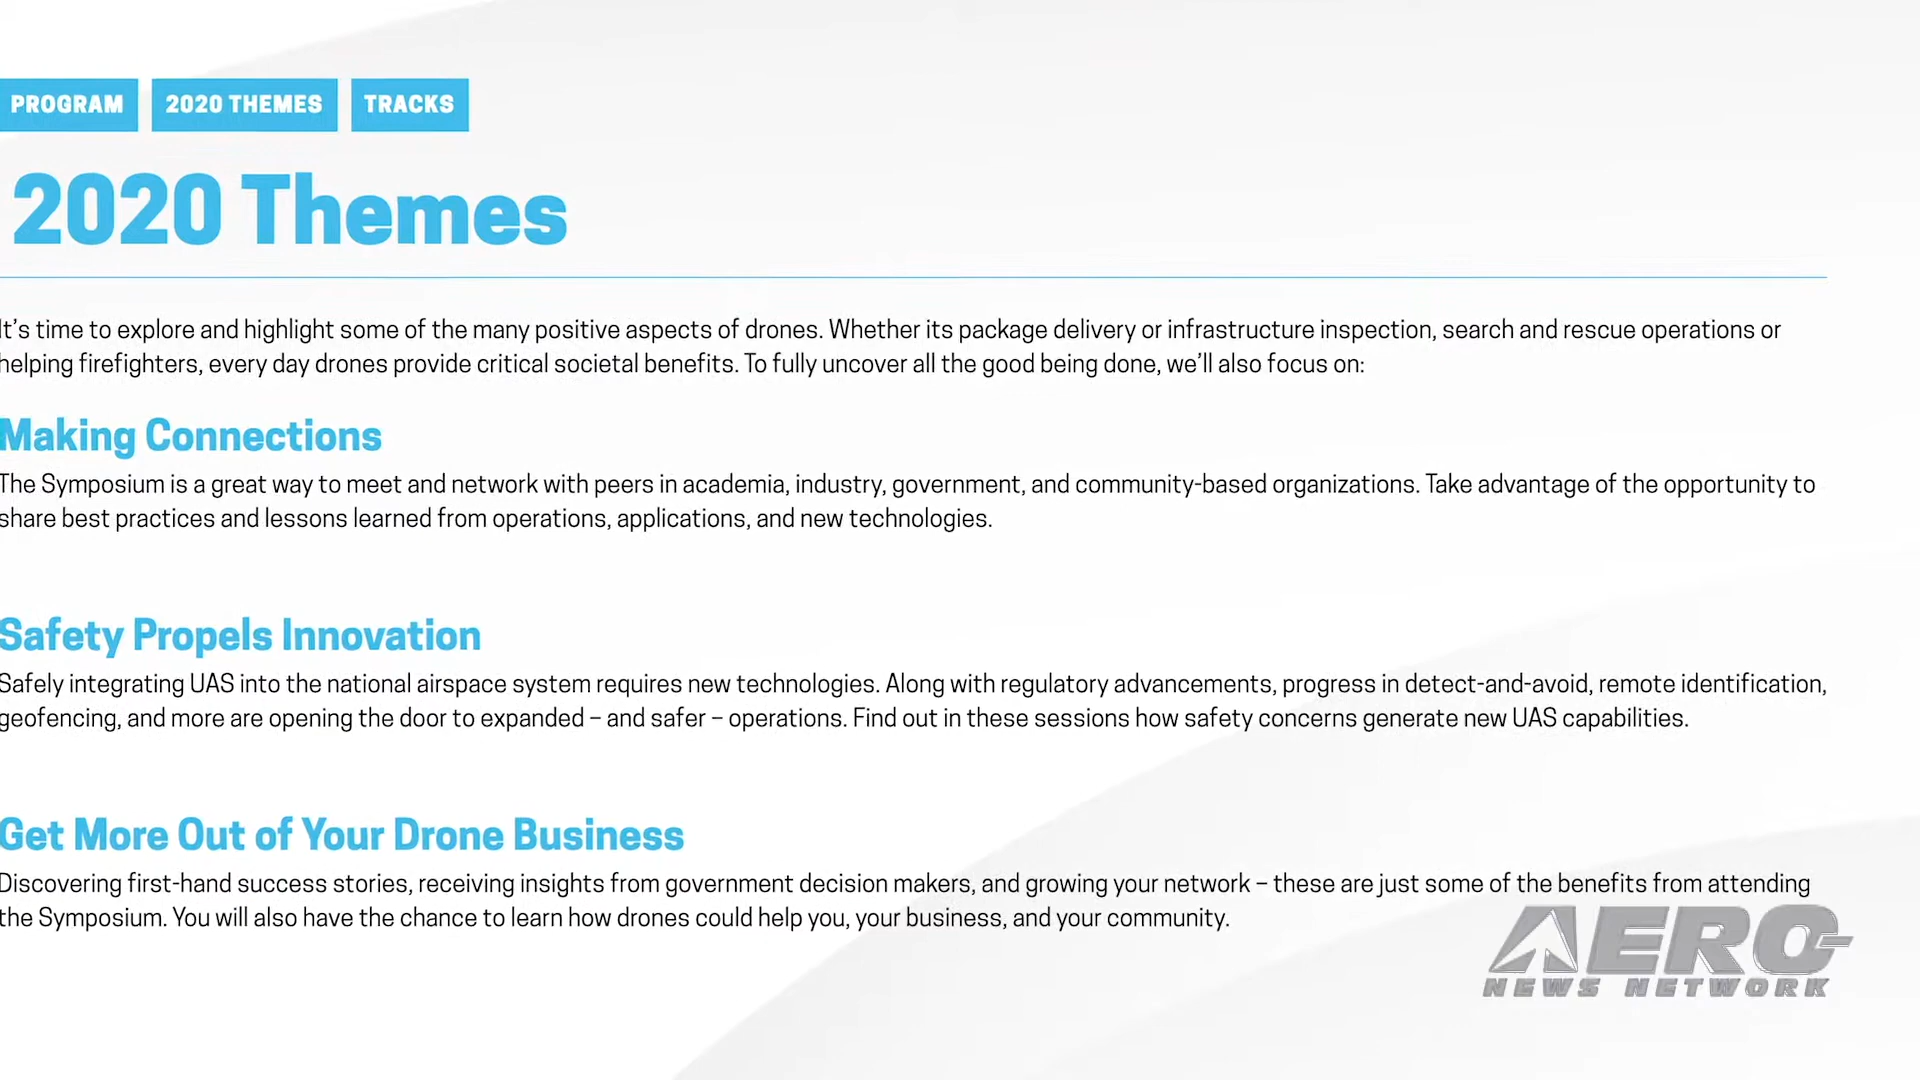 PROGRAM 2020 THEMES TRACKS
2020 Themes
It's time to explore and highlight some of the many positive aspects of drones. Whether its package delivery or infrastructure inspection, search and rescue operations or
helping firefighters, every day drones provide critical societal benefits. To fully uncover all the good being done, we'll also focus on:
Making Connections
The Symposium is a great way to meet and network with peers in academia, industry, government, and community-based organizations. Take advantage of the opportunity to
share best practices and lessons learned from operations, applications, and new technologies.
Safety Propels Innovation
Safely integrating UAS into the national airspace system requires new technologies. Along with regulatory advancements, progress in detect-and-avoid, remote identification,
geofencing, and more are opening the door to expanded – and safer – operations. Find out in these sessions how safety concerns generate new UAS capabilities.
Get More Out of Your Drone Business
Discovering first-hand success stories, receiving insights from government decision makers, and growing your network – these are just some of the benefits from attending
the Symposium. You will also have the chance to learn how drones could help you, your business, and your community.
AERO-
NEWS NETWORK